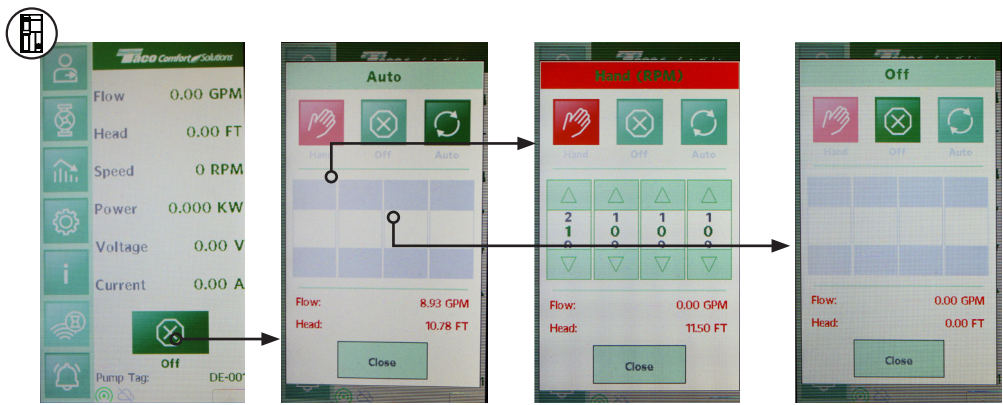 Taco Comfort Solutions
Flow 0.00 GPM
Head 0.00 FT
Speed 0 RPM
Power 0.000 KW
Voltage 0.00 V
Current 0.00 A
Off
Pump Tag: DE-001
Auto
Hand Off Auto
Flow: 8.93 GPM
Head: 10.78 FT
Close
Hand (RPM)
Hand Off Auto
2 1 1 1
1 0 0 0
Flow: 0.00 GPM
Head: 11.50 FT
Close
Off
Hand Off Auto
Flow: 0.00 GPM
Head: 0.00 FT
Close